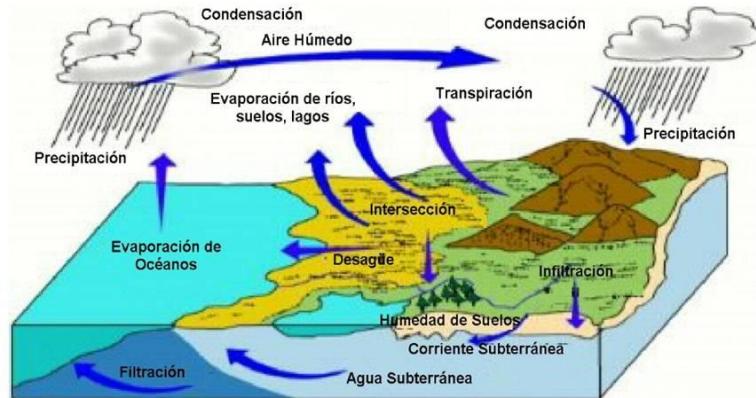 Condensación
Condensación
Aire Húmedo
Evaporación de ríos,
suelos, lagos
Transpiración
Precipitación
Precipitación
Intersección
Evaporación de
Océanos
Desague
Infiltración
Humedad de Suelos
Corriente Subterránea
Filtración
Agua Subterránea